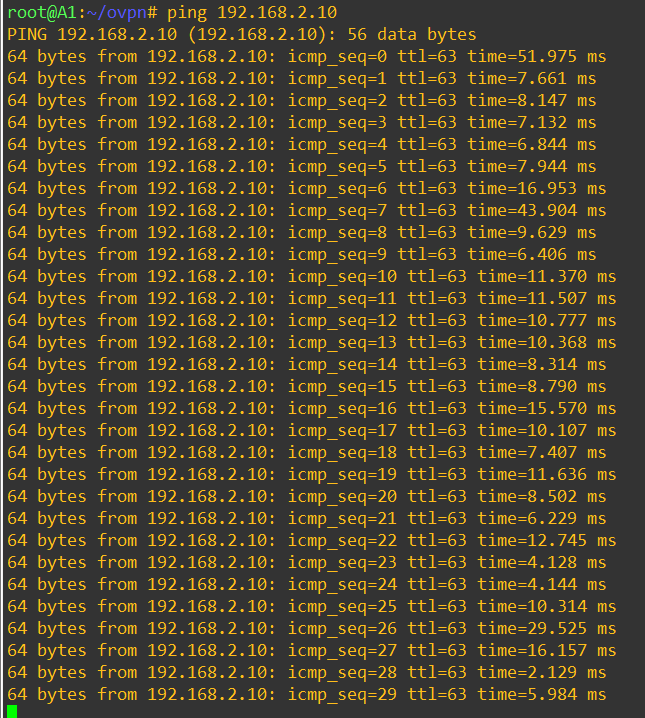 root@A1:~/ovpn# ping 192.168.2.10
PING 192.168.2.10 (192.168.2.10): 56 data bytes
64 bytes from 192.168.2.10: icmp_seq=0 ttl=63 time=51.975 ms
64 bytes from 192.168.2.10: icmp_seq=1 ttl=63 time=7.661 ms
64 bytes from 192.168.2.10: icmp_seq=2 ttl=63 time=8.147 ms
64 bytes from 192.168.2.10: icmp_seq=3 ttl=63 time=7.132 ms
64 bytes from 192.168.2.10: icmp_seq=4 ttl=63 time=6.844 ms
64 bytes from 192.168.2.10: icmp_seq=5 ttl=63 time=7.944 ms
64 bytes from 192.168.2.10: icmp_seq=6 ttl=63 time=16.953 ms
64 bytes from 192.168.2.10: icmp_seq=7 ttl=63 time=43.904 ms
64 bytes from 192.168.2.10: icmp_seq=8 ttl=63 time=9.629 ms
64 bytes from 192.168.2.10: icmp_seq=9 ttl=63 time=6.406 ms
64 bytes from 192.168.2.10: icmp_seq=10 ttl=63 time=11.370 ms
64 bytes from 192.168.2.10: icmp_seq=11 ttl=63 time=11.507 ms
64 bytes from 192.168.2.10: icmp_seq=12 ttl=63 time=10.777 ms
64 bytes from 192.168.2.10: icmp_seq=13 ttl=63 time=10.368 ms
64 bytes from 192.168.2.10: icmp_seq=14 ttl=63 time=8.314 ms
64 bytes from 192.168.2.10: icmp_seq=15 ttl=63 time=8.790 ms
64 bytes from 192.168.2.10: icmp_seq=16 ttl=63 time=15.570 ms
64 bytes from 192.168.2.10: icmp_seq=17 ttl=63 time=10.107 ms
64 bytes from 192.168.2.10: icmp_seq=18 ttl=63 time=7.407 ms
64 bytes from 192.168.2.10: icmp_seq=19 ttl=63 time=11.636 ms
64 bytes from 192.168.2.10: icmp_seq=20 ttl=63 time=8.502 ms
64 bytes from 192.168.2.10: icmp_seq=21 ttl=63 time=6.229 ms
64 bytes from 192.168.2.10: icmp_seq=22 ttl=63 time=12.745 ms
64 bytes from 192.168.2.10: icmp_seq=23 ttl=63 time=4.128 ms
64 bytes from 192.168.2.10: icmp_seq=24 ttl=63 time=4.144 ms
64 bytes from 192.168.2.10: icmp_seq=25 ttl=63 time=10.314 ms
64 bytes from 192.168.2.10: icmp_seq=26 ttl=63 time=29.525 ms
64 bytes from 192.168.2.10: icmp_seq=27 ttl=63 time=16.157 ms
64 bytes from 192.168.2.10: icmp_seq=28 ttl=63 time=2.129 ms
64 bytes from 192.168.2.10: icmp_seq=29 ttl=63 time=5.984 ms